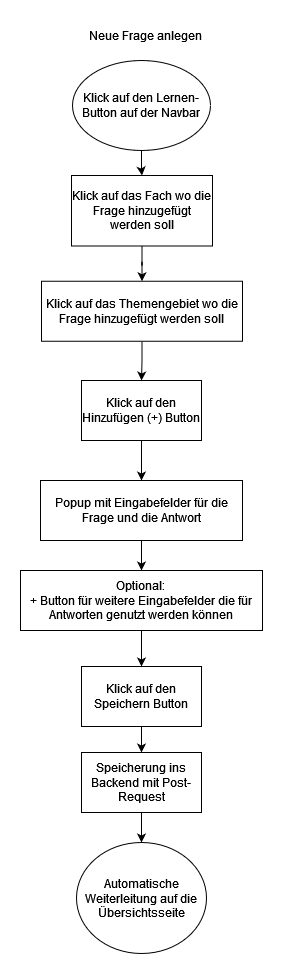 Neue Frage anlegen
Klick auf den Lernen-
Button auf der Navbar
Klick auf das Fach wo die
Frage hinzugefügt
werden soll
Klick auf das Themengebiet wo die
Frage hinzugefügt werden soll
Klick auf den
Hinzufügen (+) Button
Popup mit Eingabefelder für die
Frage und die Antwort
Optional:
+ Button für weitere Eingabefelder die für
Antworten genutzt werden können
Klick auf den
Speichern Button
Speicherung ins
Backend mit Post-
Request
Automatische
Weiterleitung auf die
Übersichtsseite